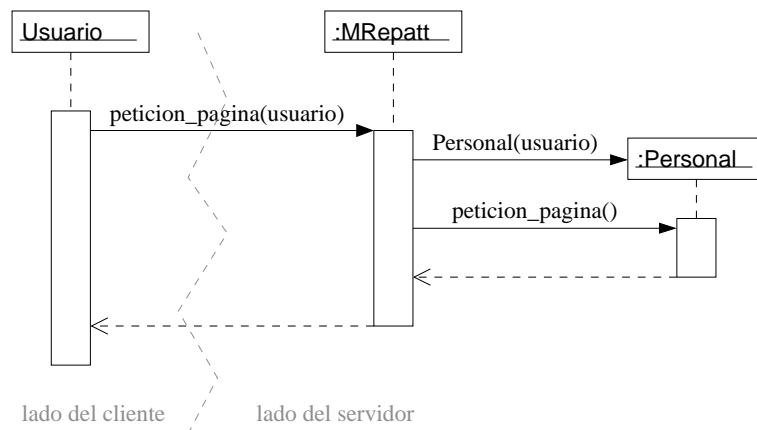 Usuario
:MRepatt
peticion_pagina(usuario)
Personal(usuario)
:Personal
peticion_pagina()
lado del cliente
lado del servidor